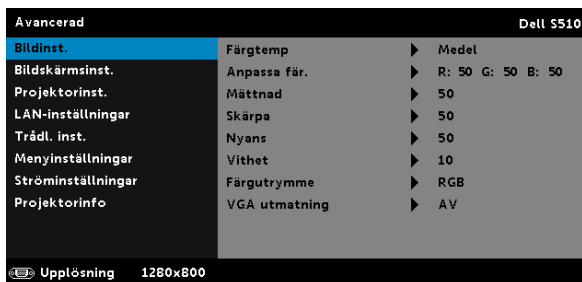 Avancerad Dell S510
Bildinst. Färgtemp Medel
Bildskärmsinst. Anpassa fär. R: 50 G: 50 B: 50
Projektorinst. Mättnad 50
LAN-inställningar Skärpa 50
Trådl. inst. Nyans 50
Menyinställningar Vithet 10
Ströminställningar Färgutrymme RGB
Projektorinfo VGA utmatning AV
Upplösning 1280x800